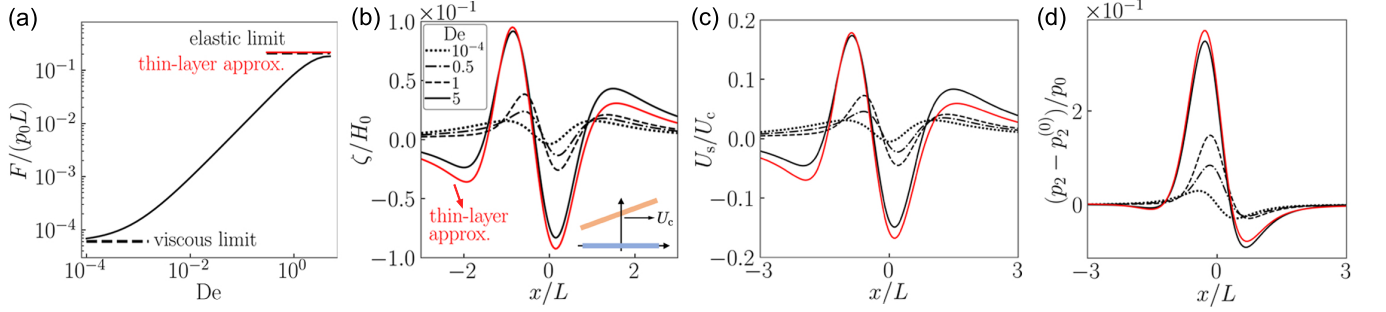 (a)
F/(p₀L)
10⁻¹
10⁻²
10⁻³
10⁻⁴
elastic limit
thin-layer approx.
viscous limit
10⁻⁴
10⁻²
10⁰
De
(b)
×10⁻¹
ζ/H₀
1.0
0.5
0.0
−0.5
−1.0
De
10⁻⁴
0.5
1
5
thin-layer
approx.
U_c
−2
0
2
x/L
(c)
U_s/U_c
0.2
0.1
0.0
−0.1
−0.2
−3
0
3
x/L
(d)
×10⁻¹
(p₂ − p₂⁽⁰⁾)/p₀
2
0
−3
0
3
x/L